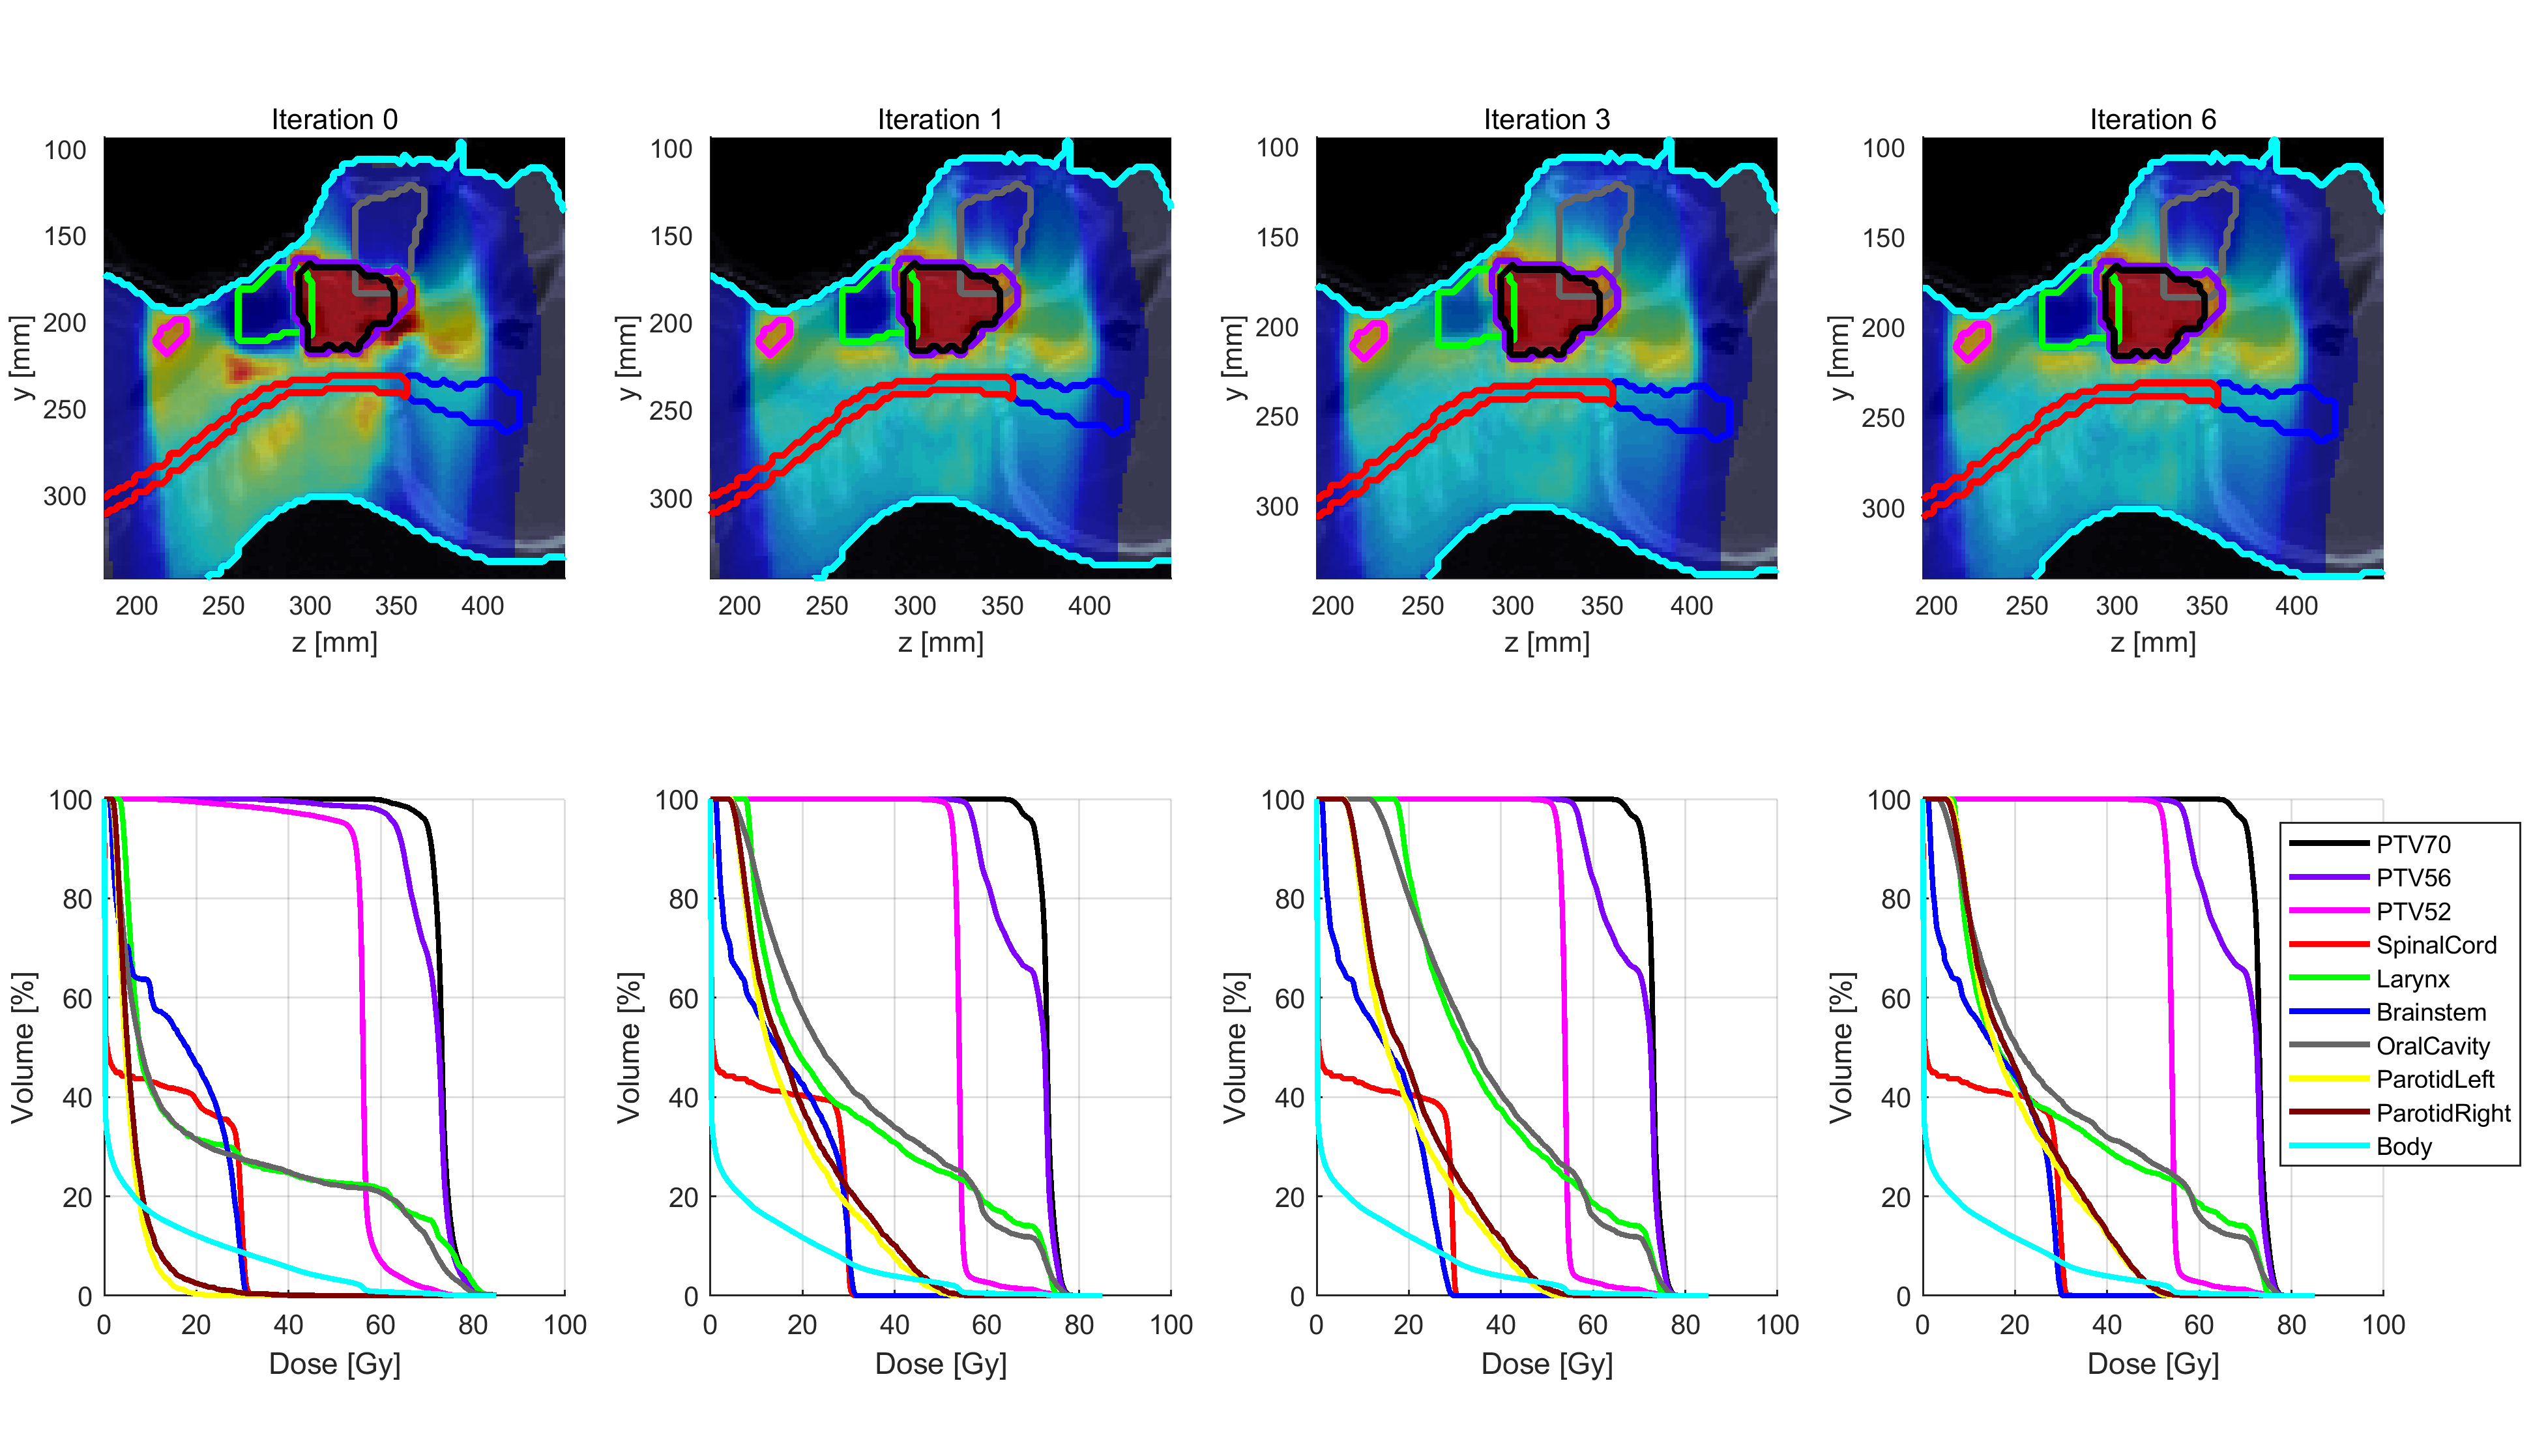 Iteration 0
Iteration 1
Iteration 3
Iteration 6
100
150
200
250
300
y [mm]
200 250 300 350 400
z [mm]
100
150
200
250
300
y [mm]
200 250 300 350 400
z [mm]
100
150
200
250
300
y [mm]
200 250 300 350 400
z [mm]
100
150
200
250
300
y [mm]
200 250 300 350 400
z [mm]
100
80
60
40
20
0
Volume [%]
0 20 40 60 80 100
Dose [Gy]
100
80
60
40
20
0
Volume [%]
0 20 40 60 80 100
Dose [Gy]
100
80
60
40
20
0
Volume [%]
0 20 40 60 80 100
Dose [Gy]
100
80
60
40
20
0
Volume [%]
0 20 40 60 80 100
Dose [Gy]
PTV70
PTV56
PTV52
SpinalCord
Larynx
Brainstem
OralCavity
ParotidLeft
ParotidRight
Body